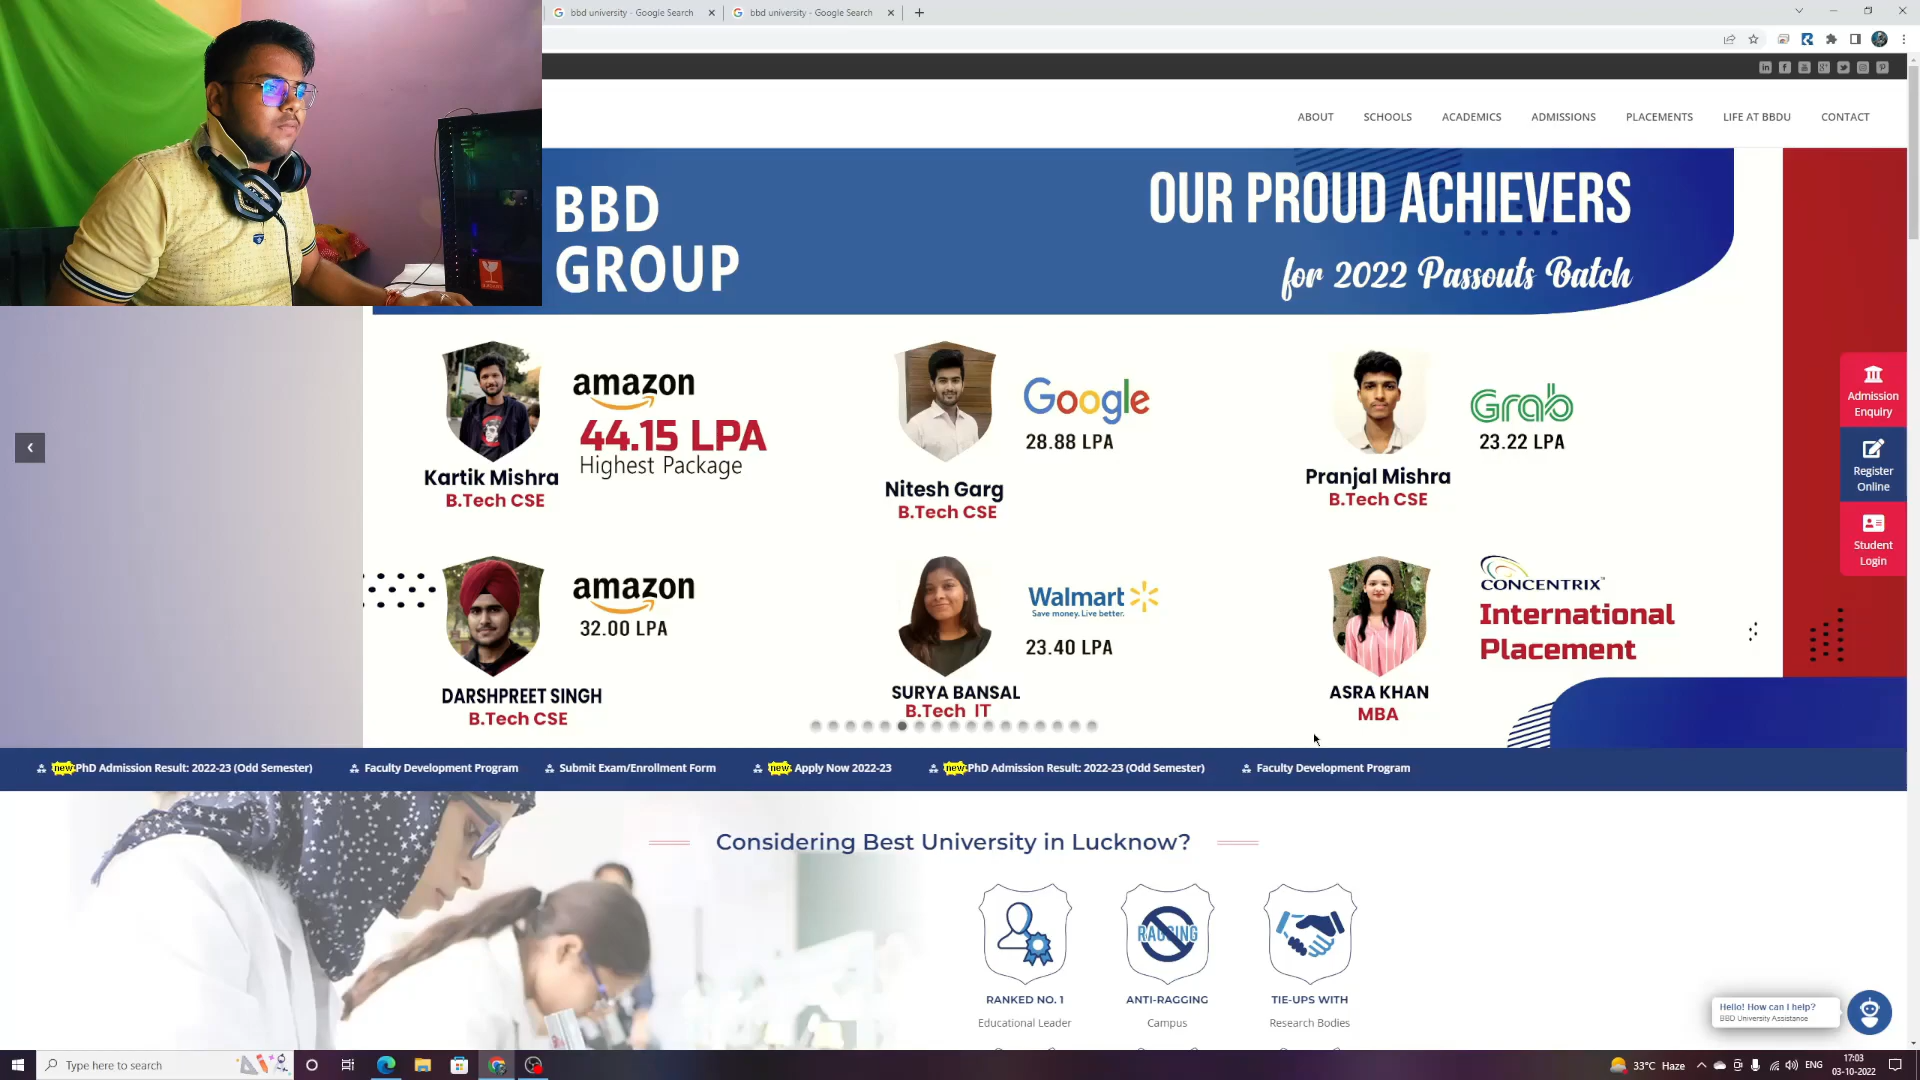 bbd university - Google Search
bbd university - Google Search
ABOUT
SCHOOLS
ACADEMICS
ADMISSIONS
PLACEMENTS
LIFE AT BBDU
CONTACT
BBD
GROUP
OUR PROUD ACHIEVERS
for 2022 Passouts Batch
amazon
44.15 LPA
Highest Package
Kartik Mishra
B.Tech CSE
Google
28.88 LPA
Nitesh Garg
B.Tech CSE
Grab
23.22 LPA
Pranjal Mishra
B.Tech CSE
Admission
Enquiry
Register
Online
Student
Login
amazon
32.00 LPA
DARSHPREET SINGH
B.Tech CSE
Walmart
Save money. Live better.
23.40 LPA
SURYA BANSAL
B.Tech IT
CONCENTRIX
International
Placement
ASRA KHAN
MBA
new PhD Admission Result: 2022-23 (Odd Semester)
Faculty Development Program
Submit Exam/Enrollment Form
new Apply Now 2022-23
new PhD Admission Result: 2022-23 (Odd Semester)
Faculty Development Program
Considering Best University in Lucknow?
RAGGING
RANKED NO. 1
Educational Leader
ANTI-RAGGING
Campus
TIE-UPS WITH
Research Bodies
Hello! How can I help?
BBD University Assistance
Type here to search
33°C Haze
ENG
17:03
03-10-2022